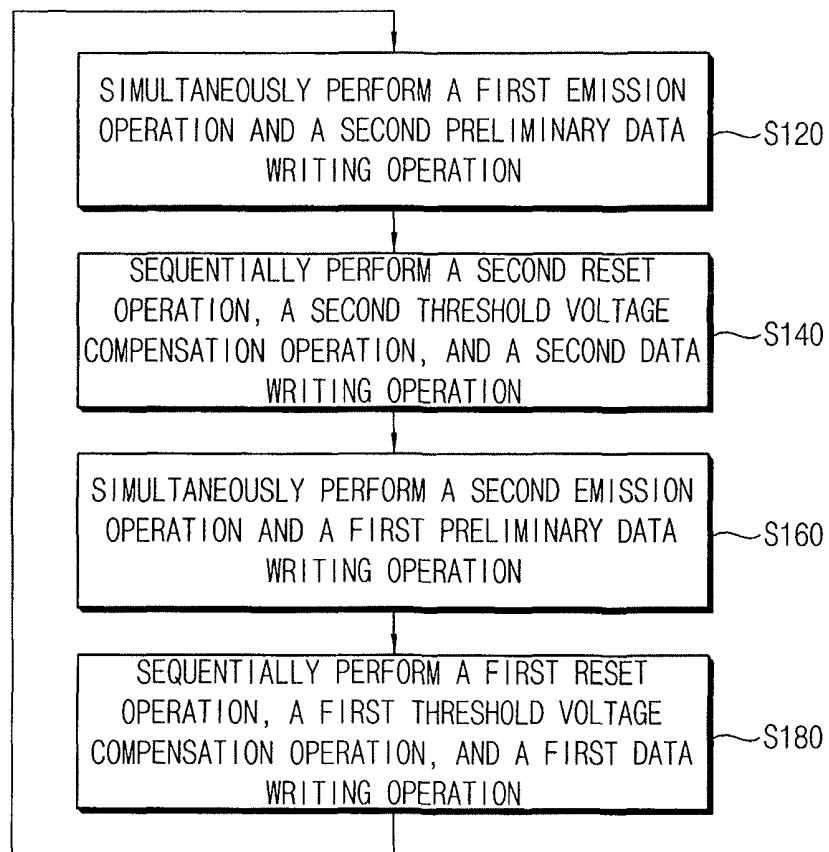 SIMULTANEOUSLY PERFORM A FIRST EMISSION
OPERATION AND A SECOND PRELIMINARY DATA
WRITING OPERATION
S120
SEQUENTIALLY PERFORM A SECOND RESET
OPERATION, A SECOND THRESHOLD VOLTAGE
COMPENSATION OPERATION, AND A SECOND DATA
WRITING OPERATION
S140
SIMULTANEOUSLY PERFORM A SECOND EMISSION
OPERATION AND A FIRST PRELIMINARY DATA
WRITING OPERATION
S160
SEQUENTIALLY PERFORM A FIRST RESET
OPERATION, A FIRST THRESHOLD VOLTAGE
COMPENSATION OPERATION, AND A FIRST DATA
WRITING OPERATION
S180